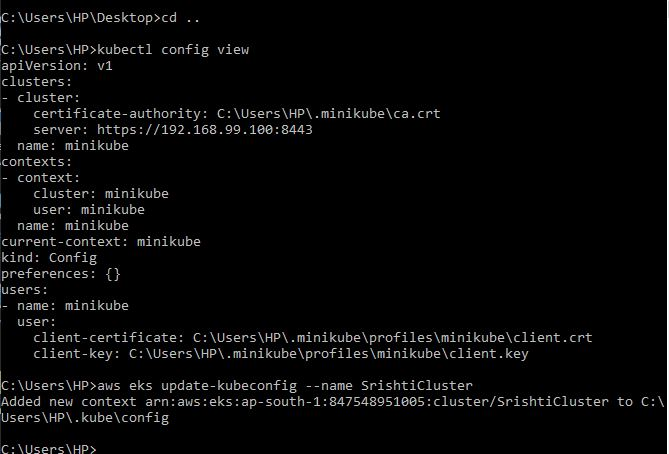 C:\Users\HP\Desktop>cd ..
C:\Users\HP>kubectl config view
apiVersion: v1
clusters:
- cluster:
    certificate-authority: C:\Users\HP\.minikube\ca.crt
    server: https://192.168.99.100:8443
  name: minikube
contexts:
- context:
    cluster: minikube
    user: minikube
  name: minikube
current-context: minikube
kind: Config
preferences: {}
users:
- name: minikube
  user:
    client-certificate: C:\Users\HP\.minikube\profiles\minikube\client.crt
    client-key: C:\Users\HP\.minikube\profiles\minikube\client.key
C:\Users\HP>aws eks update-kubeconfig --name SrishtiCluster
Added new context arn:aws:eks:ap-south-1:847548951005:cluster/SrishtiCluster to C:\
Users\HP\.kube\config
C:\Users\HP>